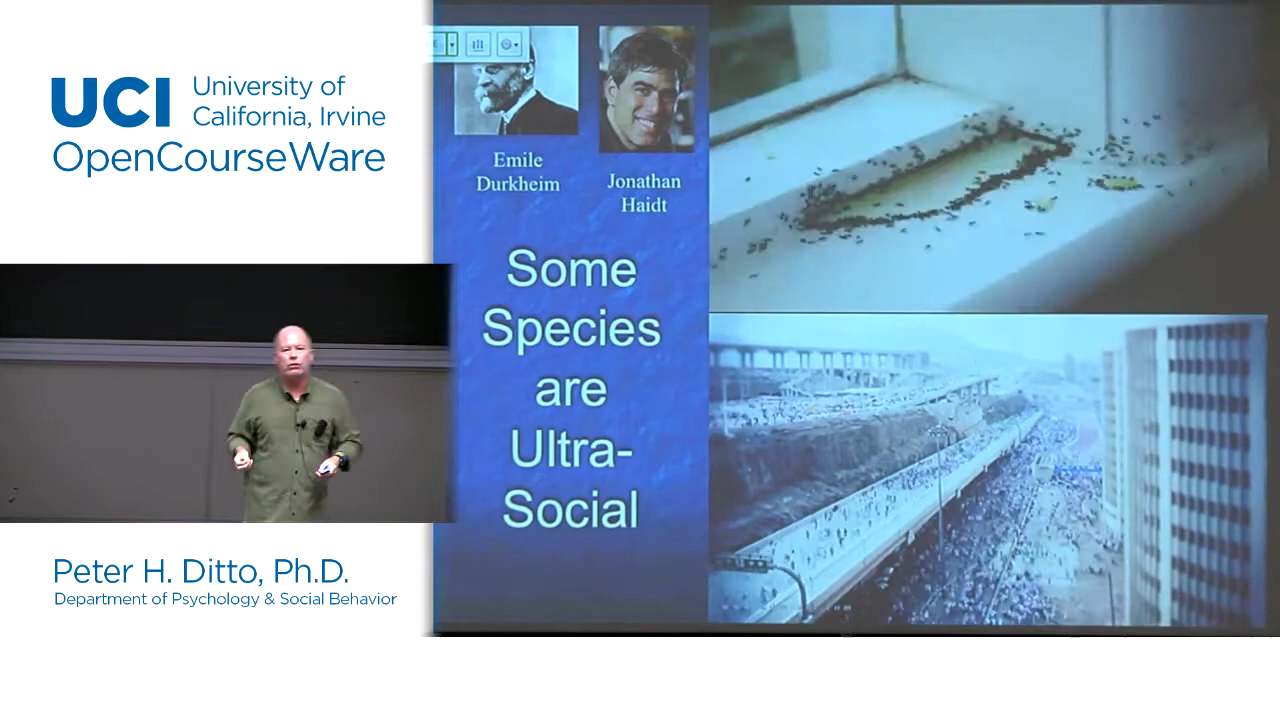 UCI
University of
California, Irvine
OpenCourseWare
Emile
Durkheim
Jonathan
Haidt
Some
Species
are
Ultra-
Social
Peter H. Ditto, Ph.D.
Department of Psychology & Social Behavior